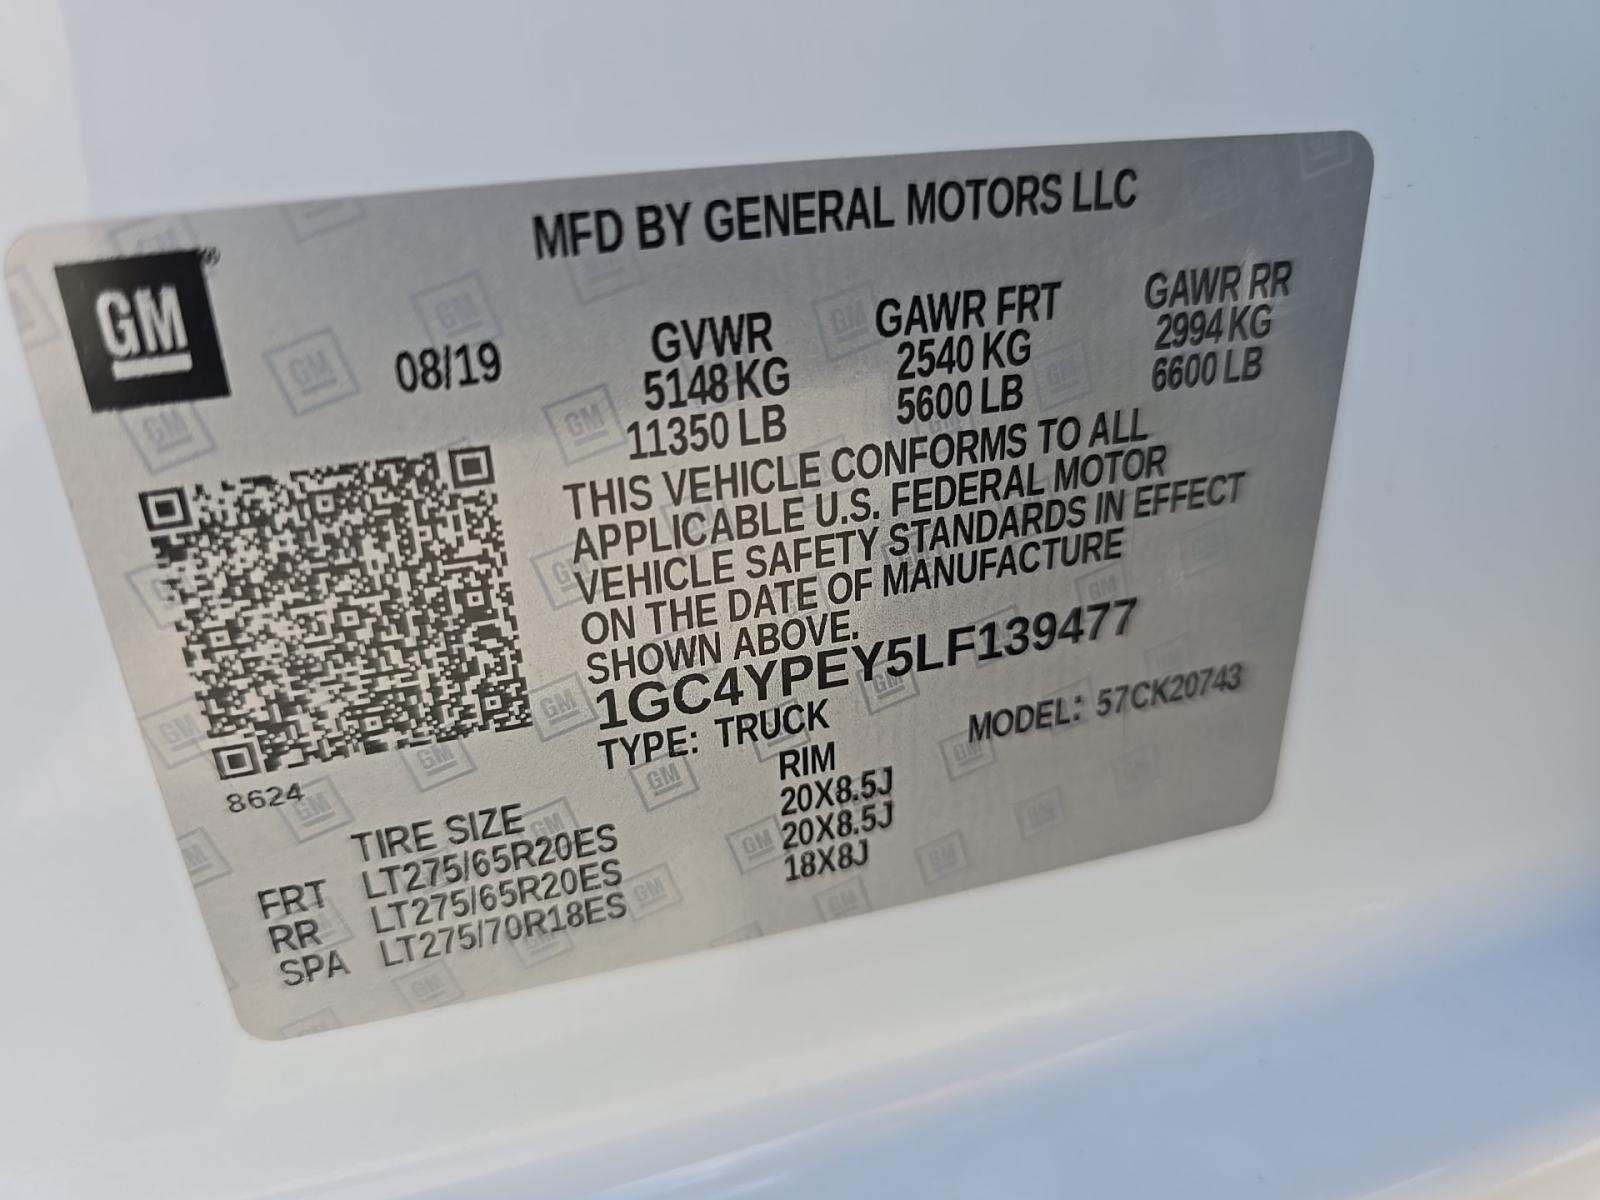 MFD BY GENERAL MOTORS LLC
GM
08/19
GVWR
5148 KG
11350 LB
GAWR FRT
2540 KG
5600 LB
GAWR RR
2994 KG
6600 LB
THIS VEHICLE CONFORMS TO ALL
APPLICABLE U.S. FEDERAL MOTOR
VEHICLE SAFETY STANDARDS IN EFFECT
ON THE DATE OF MANUFACTURE
SHOWN ABOVE.
1GC4YPEY5LF139477
TYPE: TRUCK
MODEL: 57CK20743
8624
TIRE SIZE
RIM
FRT LT275/65R20ES 20X8.5J
RR LT275/65R20ES 20X8.5J
SPA LT275/70R18ES 18X8J